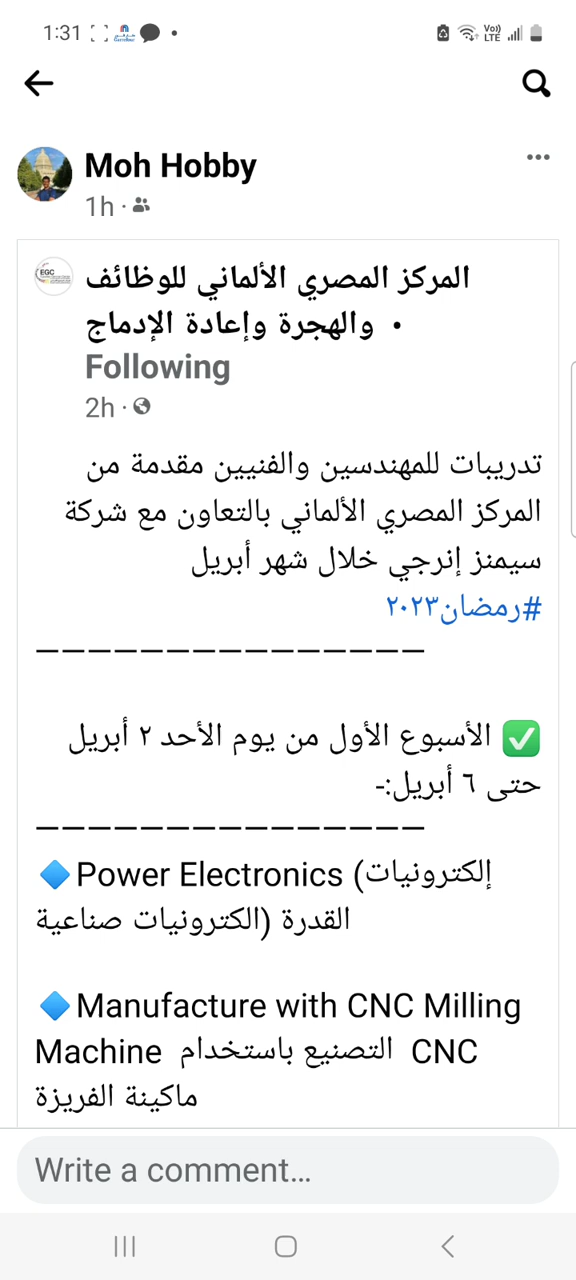 1:31
Vo))
LTE
Moh Hobby
1h ·
EGC
المركز المصري الألماني للوظائف
والهجرة وإعادة الإدماج •
Following
2h ·
تدريبات للمهندسين والفنيين مقدمة من
المركز المصري الألماني بالتعاون مع شركة
سيمنز إنرجي خلال شهر أبريل
#رمضان٢٠٢٣
———————————————
✅ الأسبوع الأول من يوم الأحد ٢ أبريل
حتى ٦ أبريل:-
———————————————
🔷Power Electronics (إلكترونيات
القدرة (الكترونيات صناعية
🔷Manufacture with CNC Milling
Machine التصنيع باستخدام CNC
ماكينة الفريزة
Write a comment...